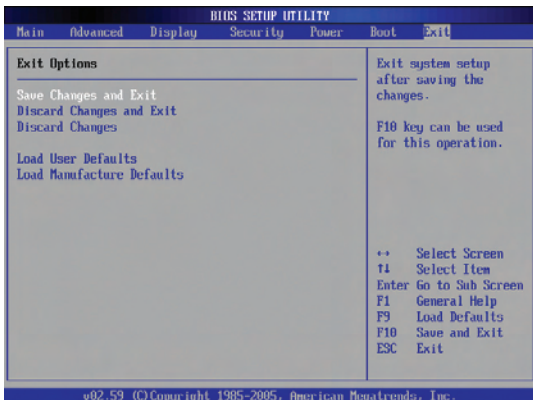 BIOS SETUP UTILITY
Main Advanced Display Security Power Boot Exit
Exit Options
Save Changes and Exit
Discard Changes and Exit
Discard Changes
Load User Defaults
Load Manufacture Defaults
Exit system setup
after saving the
changes.
F10 key can be used
for this operation.
↔ Select Screen
↑↓ Select Item
Enter Go to Sub Screen
F1 General Help
F9 Load Defaults
F10 Save and Exit
ESC Exit
v02.59 (C)Copyright 1985-2005, American Megatrends, Inc.